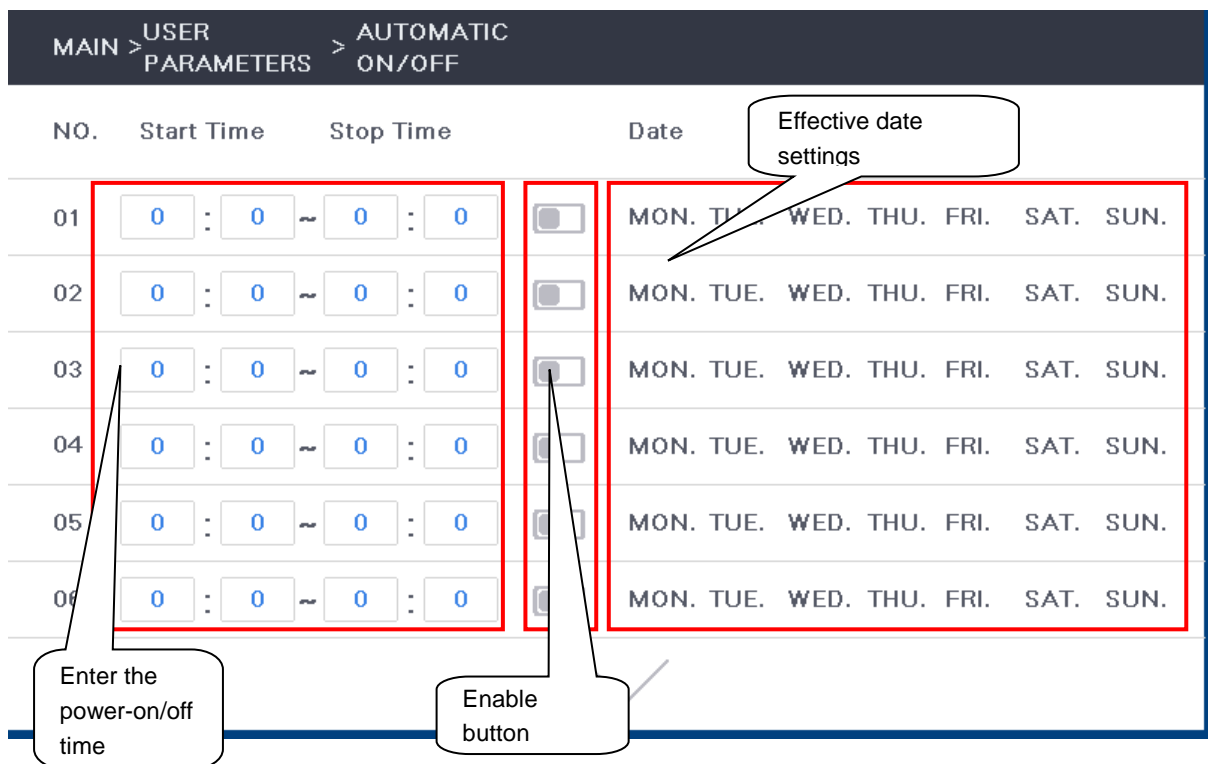 MAIN > USER PARAMETERS > AUTOMATIC ON/OFF
NO. Start Time Stop Time Date
Effective date
settings
01 0 : 0 ~ 0 : 0 MON. TUE. WED. THU. FRI. SAT. SUN.
02 0 : 0 ~ 0 : 0 MON. TUE. WED. THU. FRI. SAT. SUN.
03 0 : 0 ~ 0 : 0 MON. TUE. WED. THU. FRI. SAT. SUN.
04 0 : 0 ~ 0 : 0 MON. TUE. WED. THU. FRI. SAT. SUN.
05 0 : 0 ~ 0 : 0 MON. TUE. WED. THU. FRI. SAT. SUN.
06 0 : 0 ~ 0 : 0 MON. TUE. WED. THU. FRI. SAT. SUN.
Enter the
power-on/off
time
Enable
button